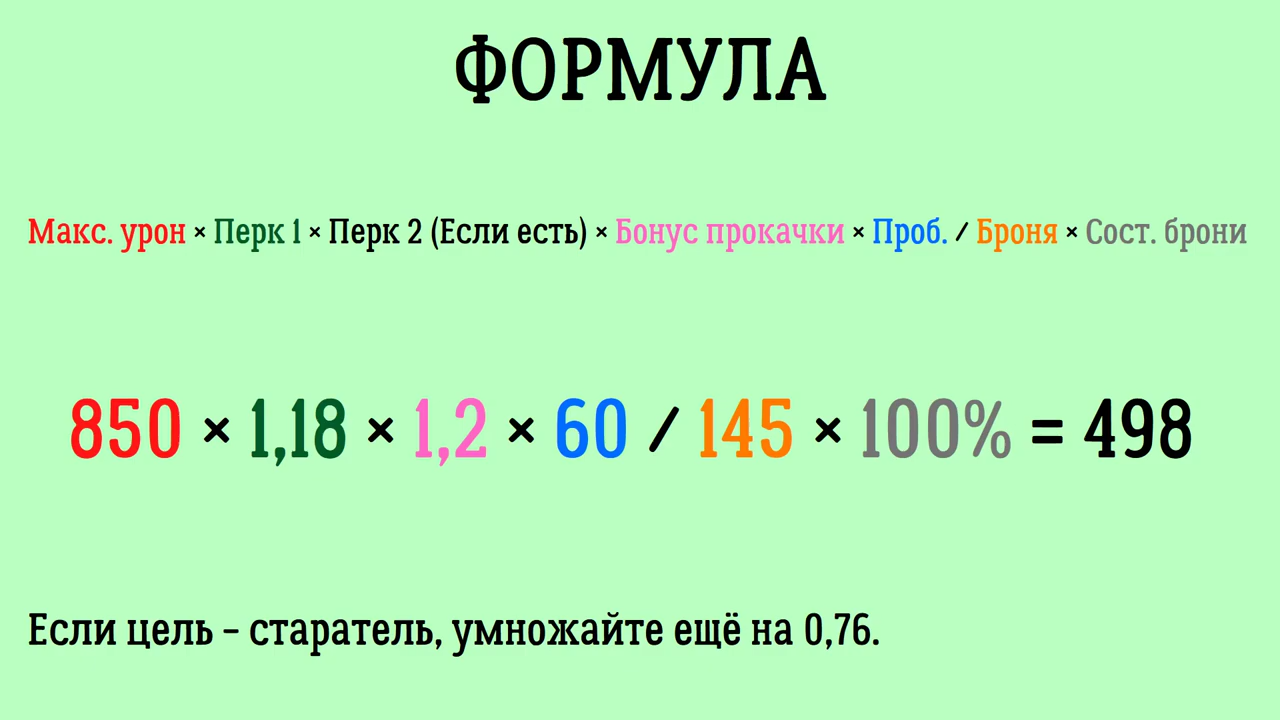 ФОРМУЛА
Макс. урон × Перк 1 × Перк 2 (Если есть) × Бонус прокачки × Проб. / Броня × Сост. брони
850 × 1,18 × 1,2 × 60 / 145 × 100% = 498
Если цель – старатель, умножайте ещё на 0,76.